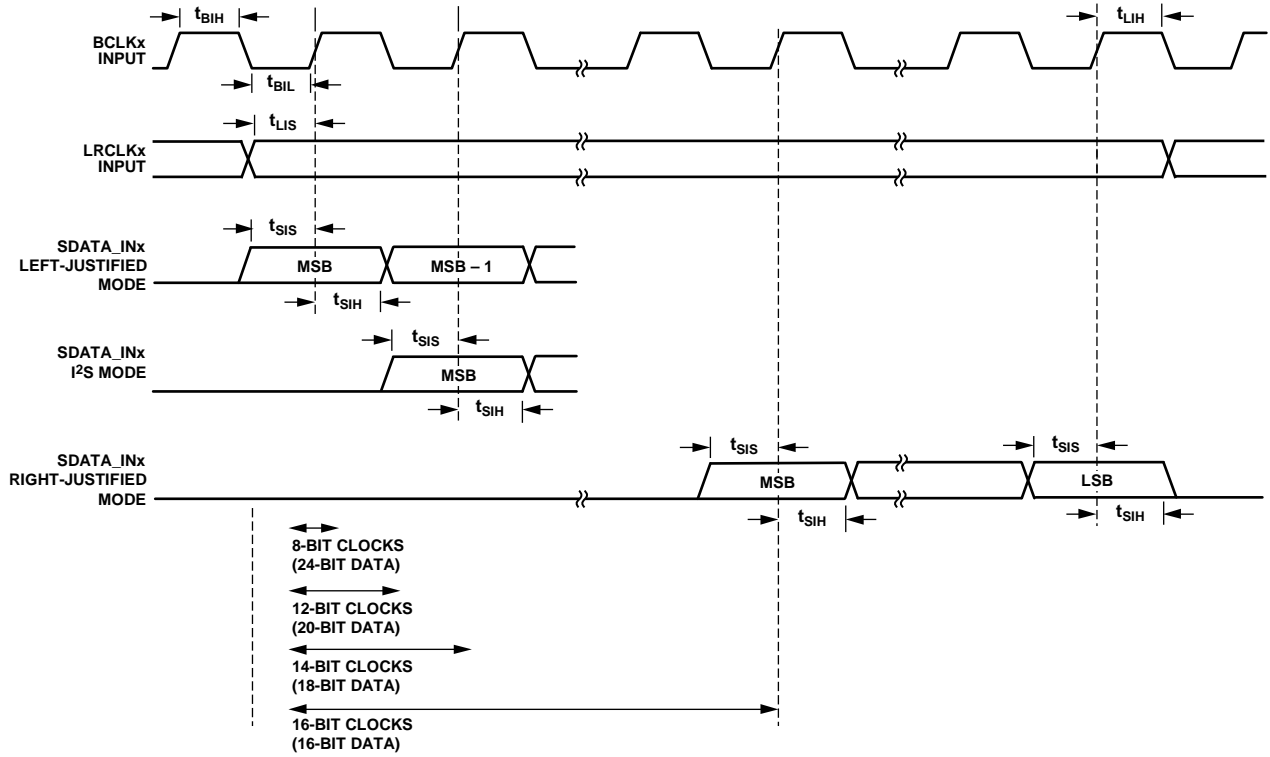 tBIH
tLIH
BCLKx
INPUT
tBIL
tLIS
LRCLKx
INPUT
tSIS
SDATA_INx
LEFT-JUSTIFIED
MODE
MSB
MSB – 1
tSIH
tSIS
SDATA_INx
I2S MODE
MSB
tSIH
tSIS
tSIS
SDATA_INx
RIGHT-JUSTIFIED
MODE
MSB
LSB
tSIH
tSIH
8-BIT CLOCKS
(24-BIT DATA)
12-BIT CLOCKS
(20-BIT DATA)
14-BIT CLOCKS
(18-BIT DATA)
16-BIT CLOCKS
(16-BIT DATA)